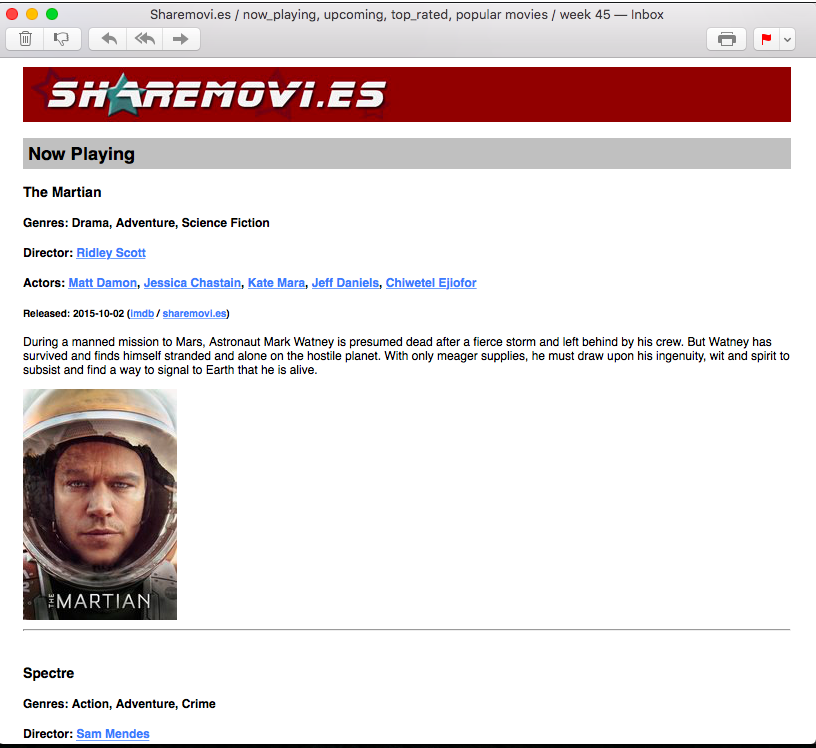 Sharemovi.es / now_playing, upcoming, top_rated, popular movies / week 45 — Inbox
SHAREMOVI.ES
Now Playing
The Martian
Genres: Drama, Adventure, Science Fiction
Director: Ridley Scott
Actors: Matt Damon, Jessica Chastain, Kate Mara, Jeff Daniels, Chiwetel Ejiofor
Released: 2015-10-02 (imdb / sharemovi.es)
During a manned mission to Mars, Astronaut Mark Watney is presumed dead after a fierce storm and left behind by his crew. But Watney has
survived and finds himself stranded and alone on the hostile planet. With only meager supplies, he must draw upon his ingenuity, wit and spirit to
subsist and find a way to signal to Earth that he is alive.
THE MARTIAN
Spectre
Genres: Action, Adventure, Crime
Director: Sam Mendes